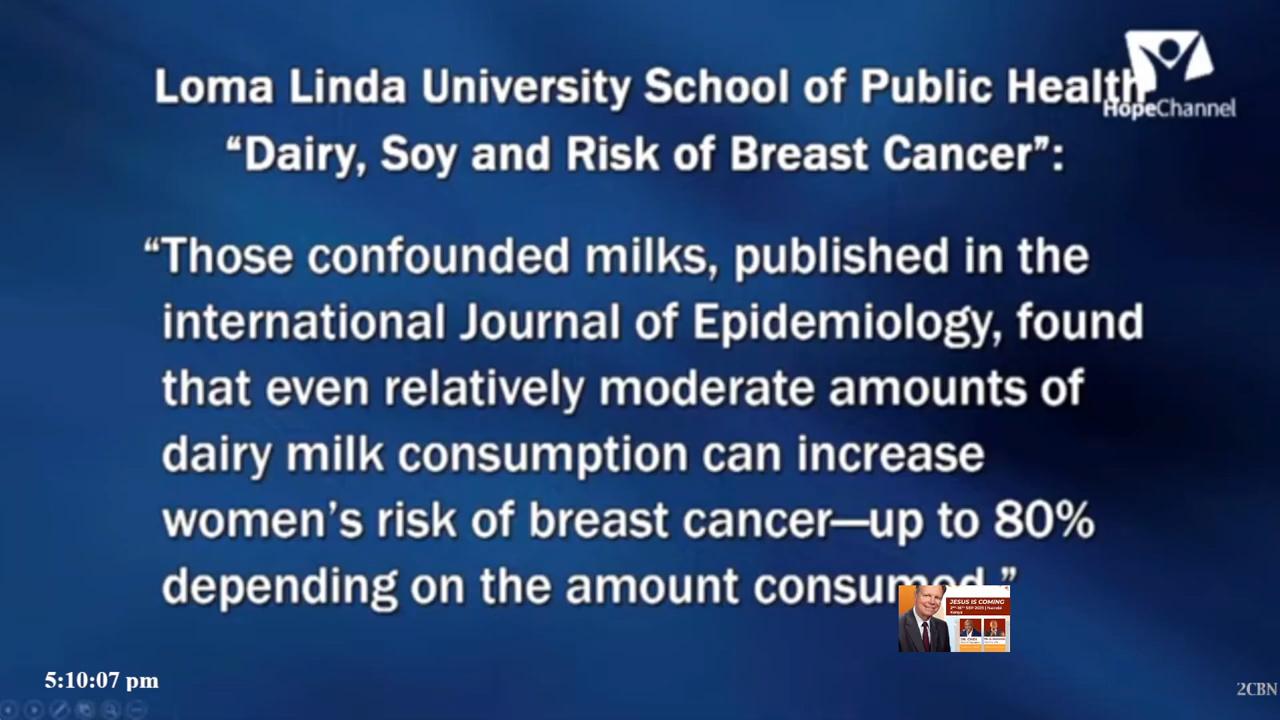 Loma Linda University School of Public Health
HopeChannel
“Dairy, Soy and Risk of Breast Cancer”:
“Those confounded milks, published in the
international Journal of Epidemiology, found
that even relatively moderate amounts of
dairy milk consumption can increase
women’s risk of breast cancer—up to 80%
depending on the amount consumed.”
JESUS IS COMING
5:10:07 pm
2CBN